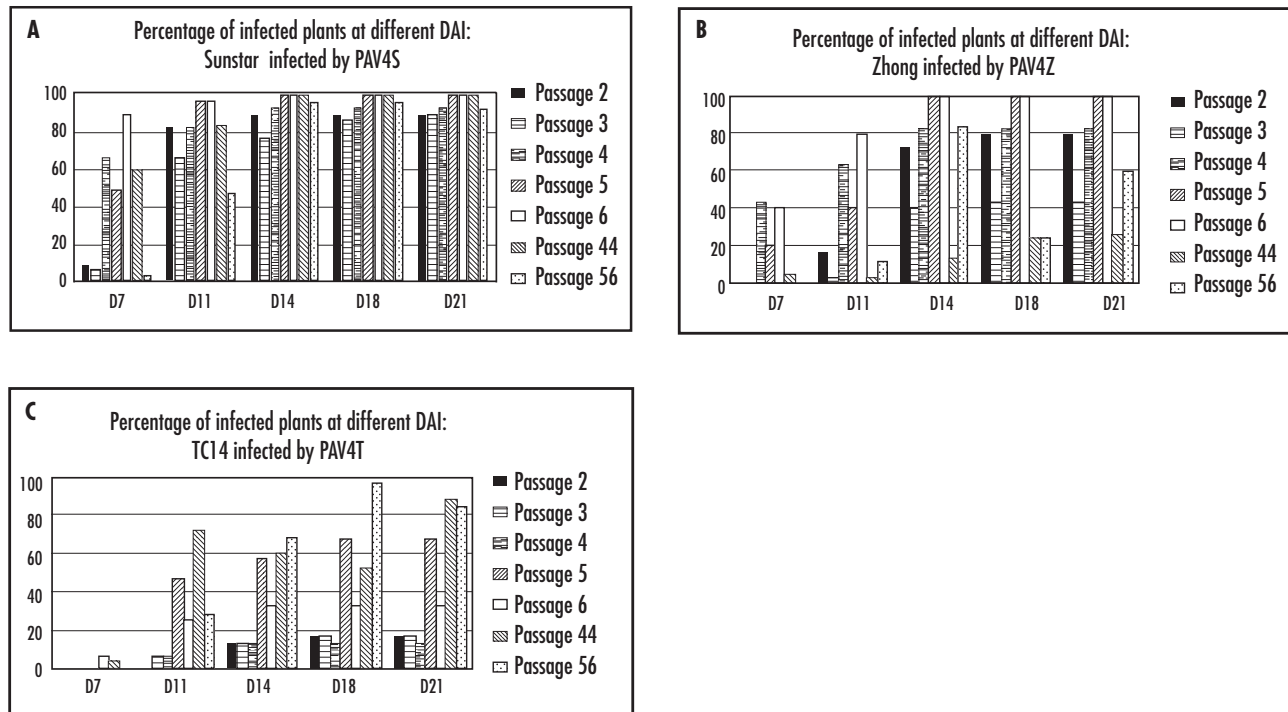 A
Percentage of infected plants at different DAI:
Sunstar infected by PAV4S
100
80
60
40
20
0
D7 D11 D14 D18 D21
Passage 2
Passage 3
Passage 4
Passage 5
Passage 6
Passage 44
Passage 56
B
Percentage of infected plants at different DAI:
Zhong infected by PAV4Z
100
80
60
40
20
0
D7 D11 D14 D18 D21
Passage 2
Passage 3
Passage 4
Passage 5
Passage 6
Passage 44
Passage 56
C
Percentage of infected plants at different DAI:
TC14 infected by PAV4T
100
80
60
40
20
0
D7 D11 D14 D18 D21
Passage 2
Passage 3
Passage 4
Passage 5
Passage 6
Passage 44
Passage 56